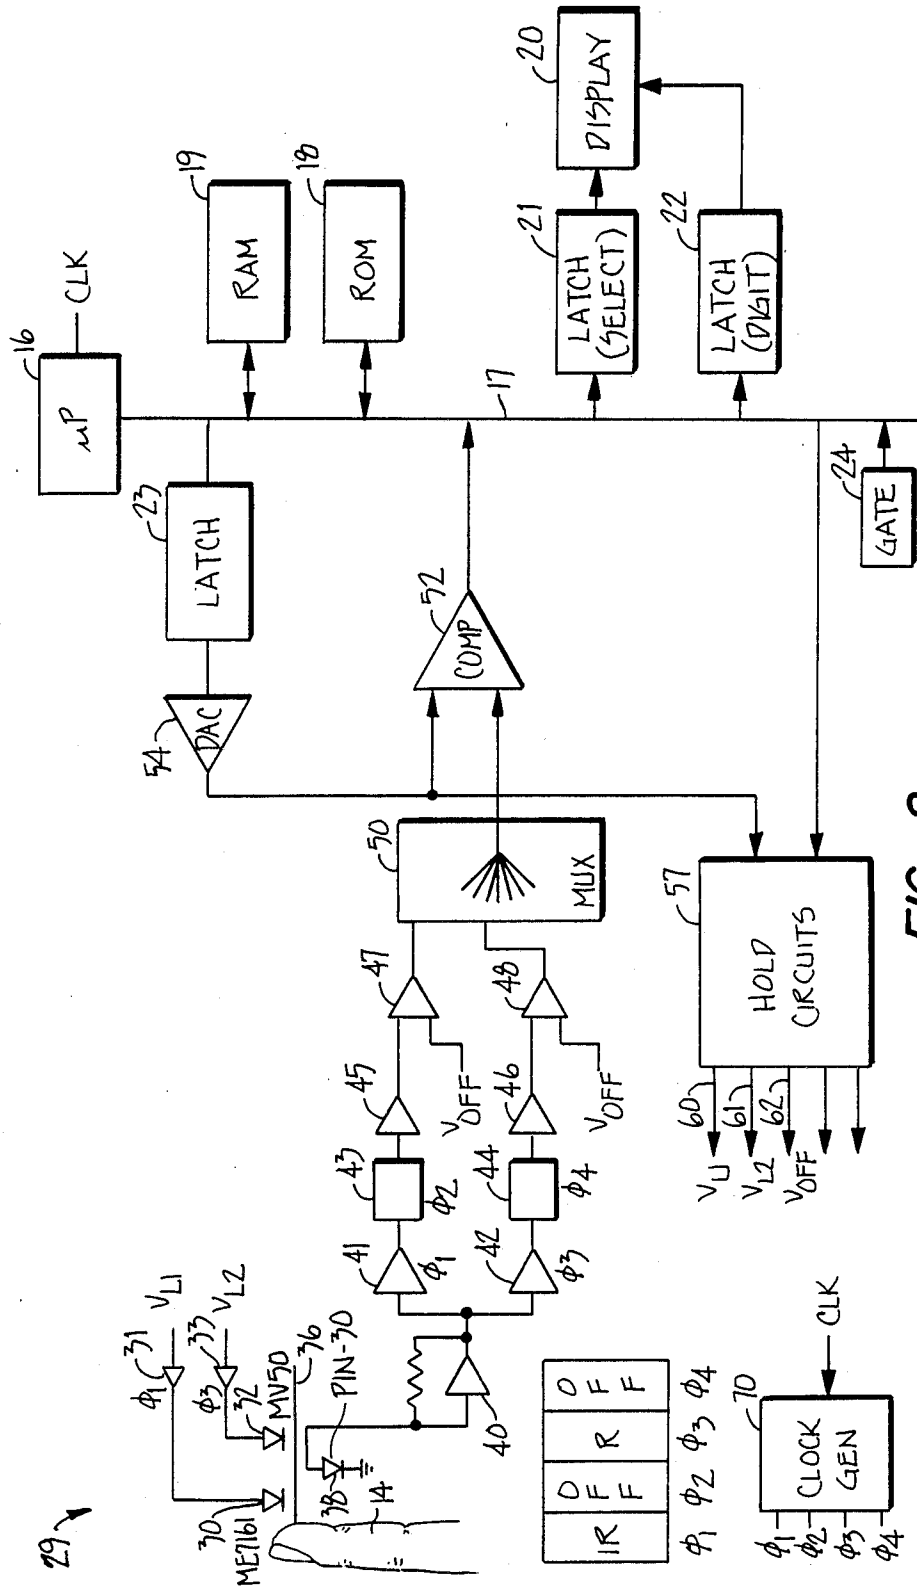 29
ME7161
30
Φ1
31
VL1
Φ3
33
VL2
32
MV50
36
38
PIN-30
14
40
41
Φ1
42
Φ3
43
Φ2
44
Φ4
45
46
47
VOFF
48
VOFF
50
MUX
54
DAC
23
LATCH
16
µP
CLK
19
RAM
18
ROM
17
52
COMP
21
LATCH
(SELECT)
20
DISPLAY
22
LATCH
(DIGIT)
24
GATE
57
HOLD
CIRCUITS
60
VL1
61
VL2
62
VOFF
IR
OFF
R
OFF
Φ1 Φ2 Φ3 Φ4
70
CLOCK
GEN
CLK
Φ1
Φ2
Φ3
Φ4